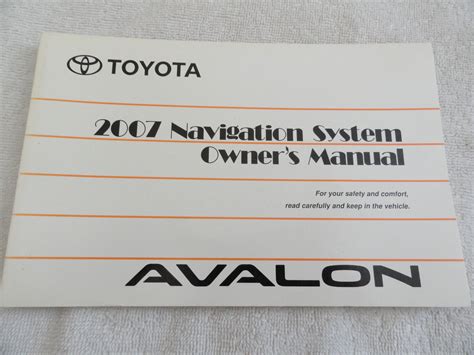 TOYOTA
2007 Navigation System
Owner's Manual
For your safety and comfort,
read carefully and keep in the vehicle.
AVALON